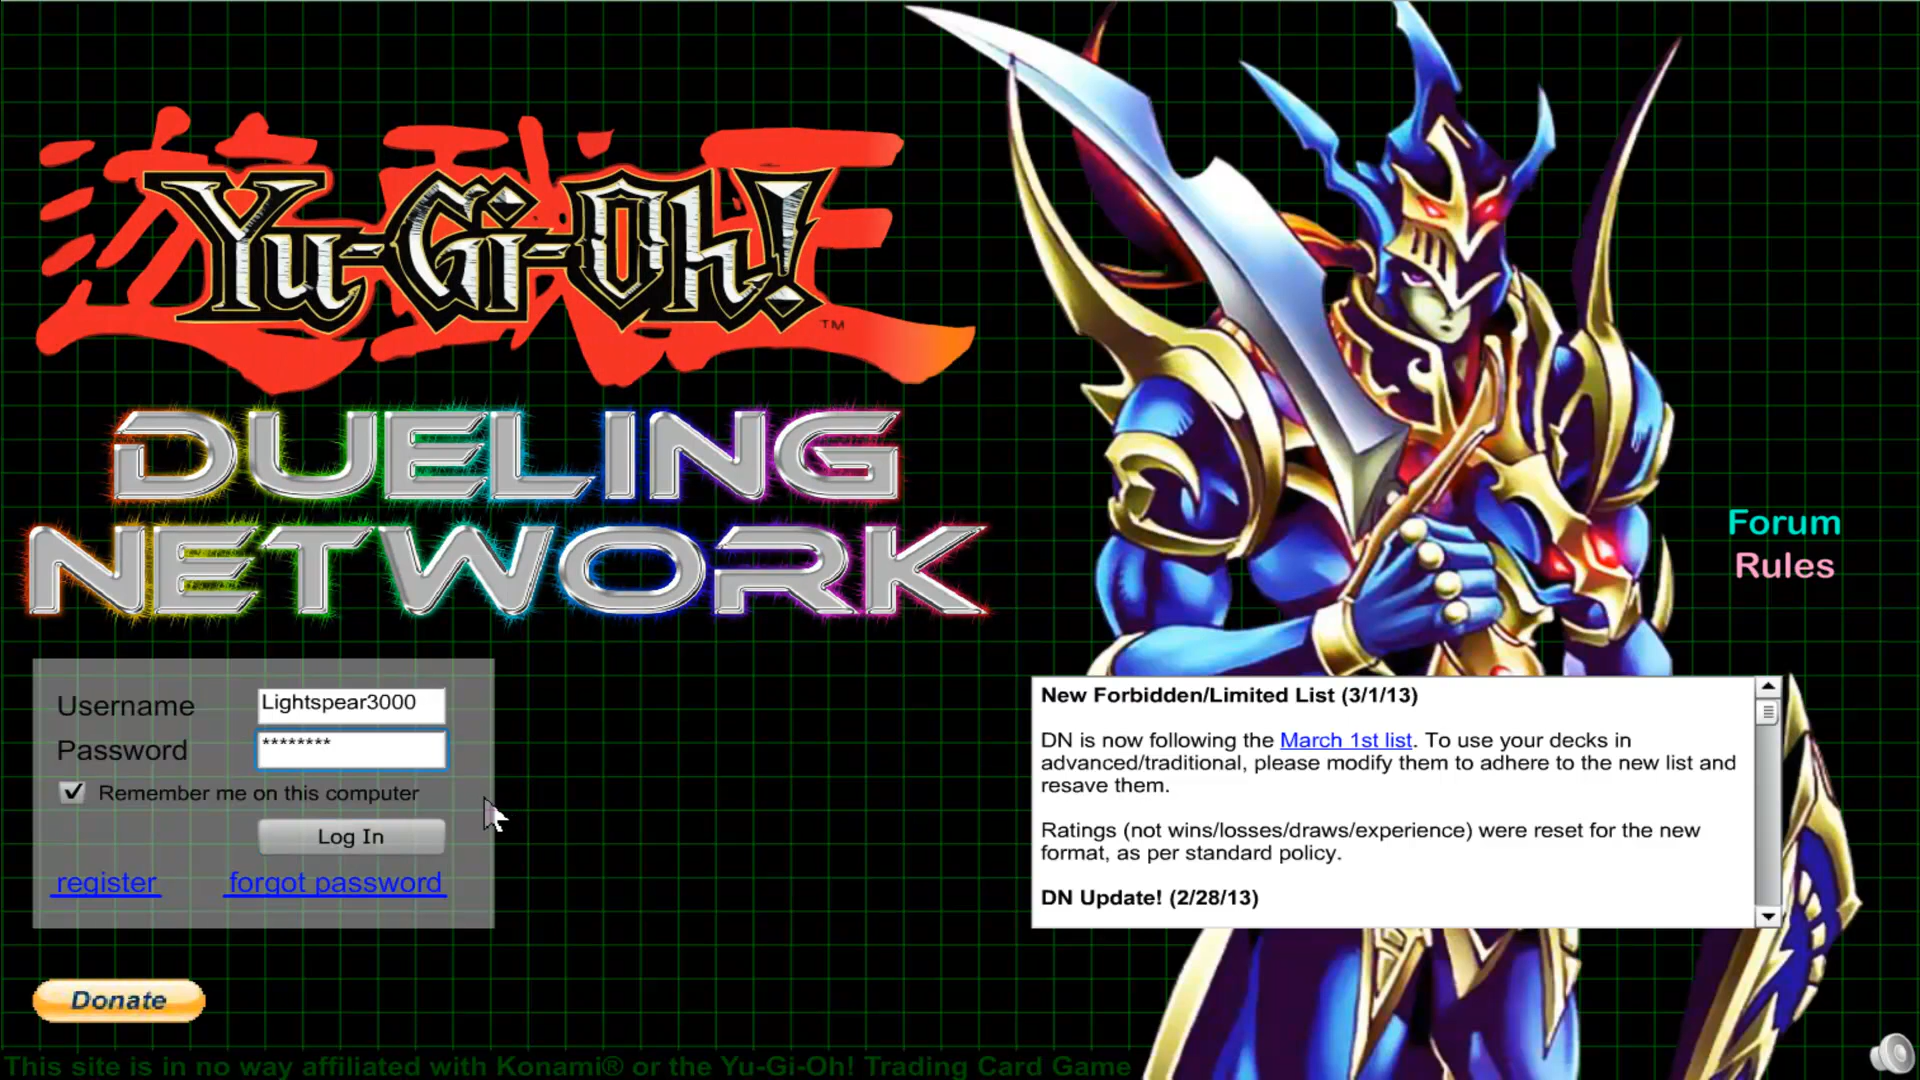 遊戯王
Yu-Gi-Oh!
TM
DUELING
NETWORK
Forum
Rules
Username
Lightspear3000
Password
********
Remember me on this computer
Log In
register
forgot password
New Forbidden/Limited List (3/1/13)
DN is now following the March 1st list. To use your decks in
advanced/traditional, please modify them to adhere to the new list and
resave them.
Ratings (not wins/losses/draws/experience) were reset for the new
format, as per standard policy.
DN Update! (2/28/13)
Donate
This site is in no way affiliated with Konami® or the Yu-Gi-Oh! Trading Card Game